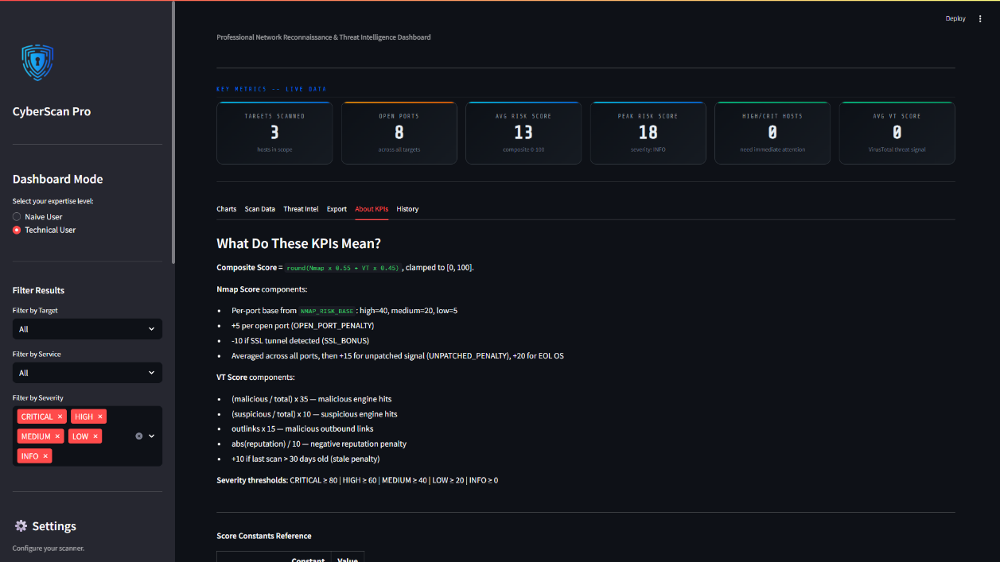 Deploy
CyberScan Pro
Dashboard Mode
Select your expertise level:
Naive User
Technical User
Filter Results
Filter by Target
All
Filter by Service
All
Filter by Severity
CRITICAL ×
HIGH ×
MEDIUM ×
LOW ×
INFO ×
Settings
Configure your scanner.
Professional Network Reconnaissance & Threat Intelligence Dashboard
KEY METRICS -- LIVE DATA
TARGETS SCANNED
3
hosts in scope
OPEN PORTS
8
across all targets
AVG RISK SCORE
13
composite 0 100
PEAK RISK SCORE
18
severity: INFO
HIGH/CRIT HOSTS
0
need immediate attention
AVG VT SCORE
0
VirusTotal threat signal
Charts Scan Data Threat Intel Export About KPIs History
What Do These KPIs Mean?
Composite Score = round(Nmap x 0.55 + VT x 0.45) , clamped to [0, 100].
Nmap Score components:
• Per-port base from NMAP_RISK_BASE : high=40, medium=20, low=5
• +5 per open port (OPEN_PORT_PENALTY)
• -10 if SSL tunnel detected (SSL_BONUS)
• Averaged across all ports, then +15 for unpatched signal (UNPATCHED_PENALTY), +20 for EOL OS
VT Score components:
• (malicious / total) x 35 — malicious engine hits
• (suspicious / total) x 10 — suspicious engine hits
• outlinks x 15 — malicious outbound links
• abs(reputation) / 10 — negative reputation penalty
• +10 if last scan > 30 days old (stale penalty)
Severity thresholds: CRITICAL ≥ 80 | HIGH ≥ 60 | MEDIUM ≥ 40 | LOW ≥ 20 | INFO ≥ 0
Score Constants Reference
Constant Value